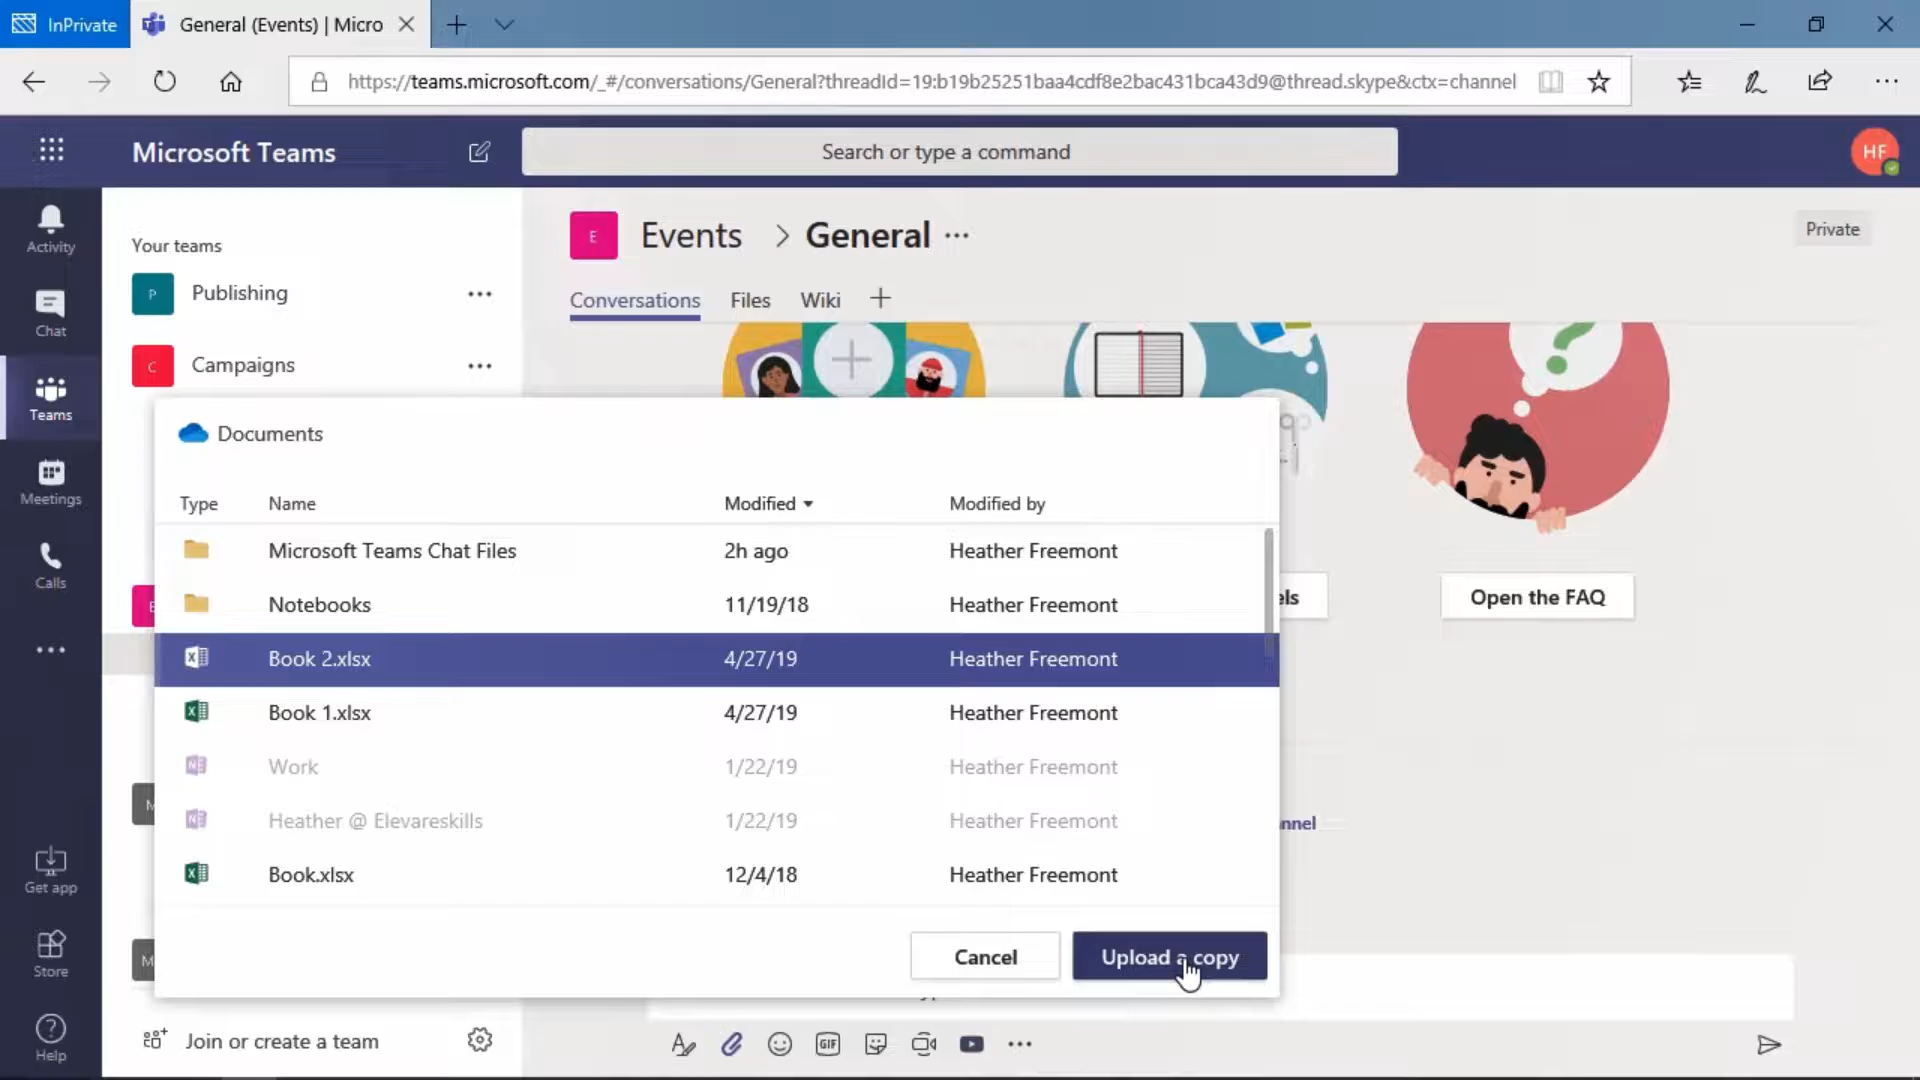 InPrivate
General (Events) | Micro
https://teams.microsoft.com/_#/conversations/General?threadId=19:b19b25251baa4cdf8e2bac431bca43d9@thread.skype&ctx=channel
Microsoft Teams
Search or type a command
HF
Activity
Chat
Teams
Meetings
Calls
Get app
Store
Help
Your teams
P
Publishing
C
Campaigns
E
M
M
Join or create a team
E
Events > General
Private
Conversations
Files
Wiki
Documents
Type
Name
Modified
Modified by
Microsoft Teams Chat Files
2h ago
Heather Freemont
Notebooks
11/19/18
Heather Freemont
Book 2.xlsx
4/27/19
Heather Freemont
Book 1.xlsx
4/27/19
Heather Freemont
Work
1/22/19
Heather Freemont
Heather @ Elevareskills
1/22/19
Heather Freemont
Book.xlsx
12/4/18
Heather Freemont
Cancel
Upload a copy
els
Open the FAQ
nnel
GIF